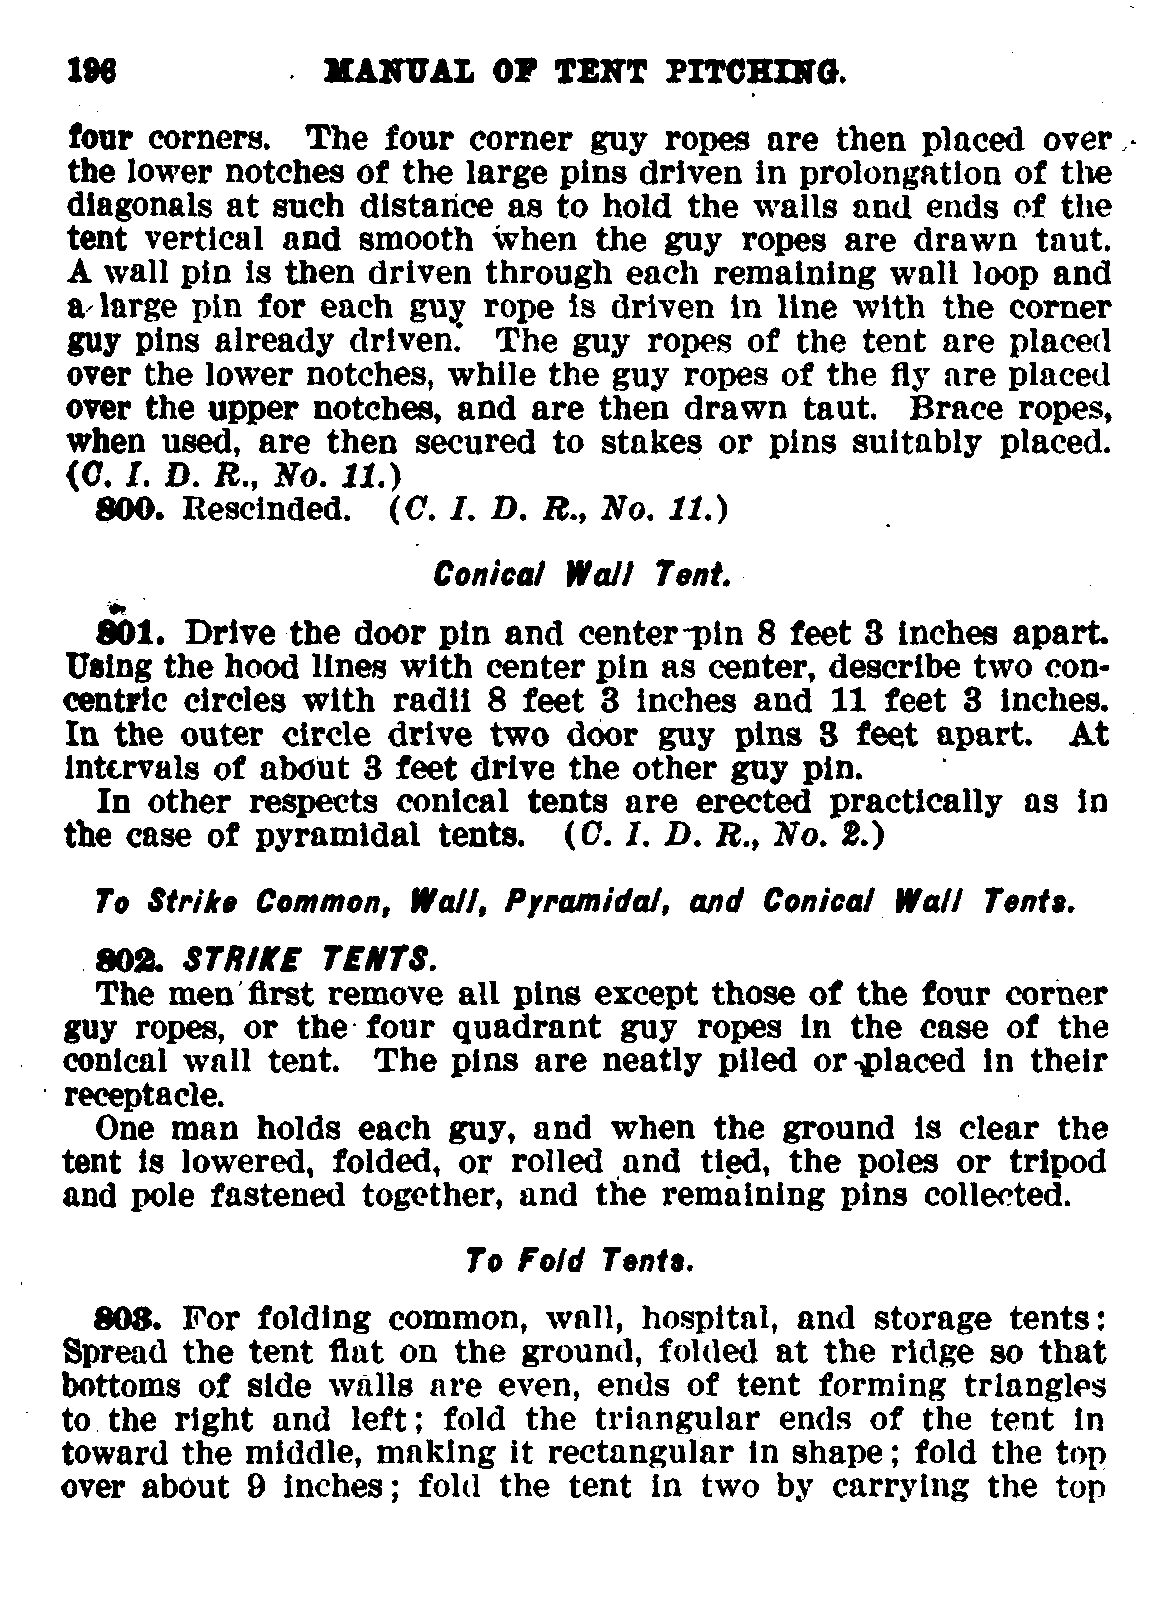 196 MANUAL OF TENT PITCHING.
four corners. The four corner guy ropes are then placed over
the lower notches of the large pins driven in prolongation of the
diagonals at such distance as to hold the walls and ends of the
tent vertical and smooth when the guy ropes are drawn taut.
A wall pin is then driven through each remaining wall loop and
a large pin for each guy rope is driven in line with the corner
guy pins already driven. The guy ropes of the tent are placed
over the lower notches, while the guy ropes of the fly are placed
over the upper notches, and are then drawn taut. Brace ropes,
when used, are then secured to stakes or pins suitably placed.
(C. I. D. R., No. 11.)
800. Rescinded. (C. I. D. R., No. 11.)
Conical Wall Tent.
801. Drive the door pin and center pin 8 feet 3 inches apart.
Using the hood lines with center pin as center, describe two con-
centric circles with radii 8 feet 3 inches and 11 feet 3 inches.
In the outer circle drive two door guy pins 3 feet apart. At
intervals of about 3 feet drive the other guy pin.
In other respects conical tents are erected practically as in
the case of pyramidal tents. (C. I. D. R., No. 2.)
To Strike Common, Wall, Pyramidal, and Conical Wall Tents.
802. STRIKE TENTS.
The men first remove all pins except those of the four corner
guy ropes, or the four quadrant guy ropes in the case of the
conical wall tent. The pins are neatly piled or placed in their
receptacle.
One man holds each guy, and when the ground is clear the
tent is lowered, folded, or rolled and tied, the poles or tripod
and pole fastened together, and the remaining pins collected.
To Fold Tents.
803. For folding common, wall, hospital, and storage tents:
Spread the tent flat on the ground, folded at the ridge so that
bottoms of side walls are even, ends of tent forming triangles
to the right and left; fold the triangular ends of the tent in
toward the middle, making it rectangular in shape; fold the top
over about 9 inches; fold the tent in two by carrying the top